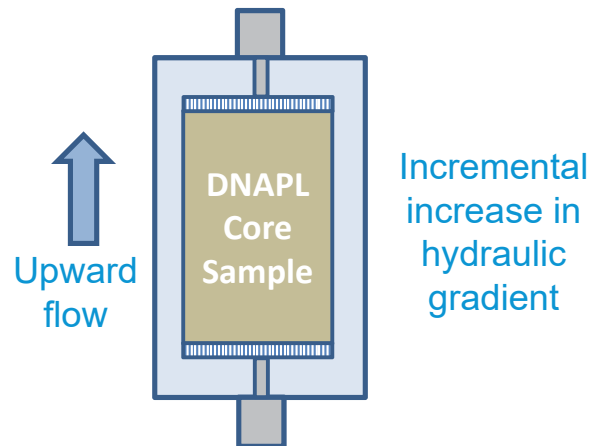 Upward
flow
DNAPL
Core
Sample
Incremental
increase in
hydraulic
gradient